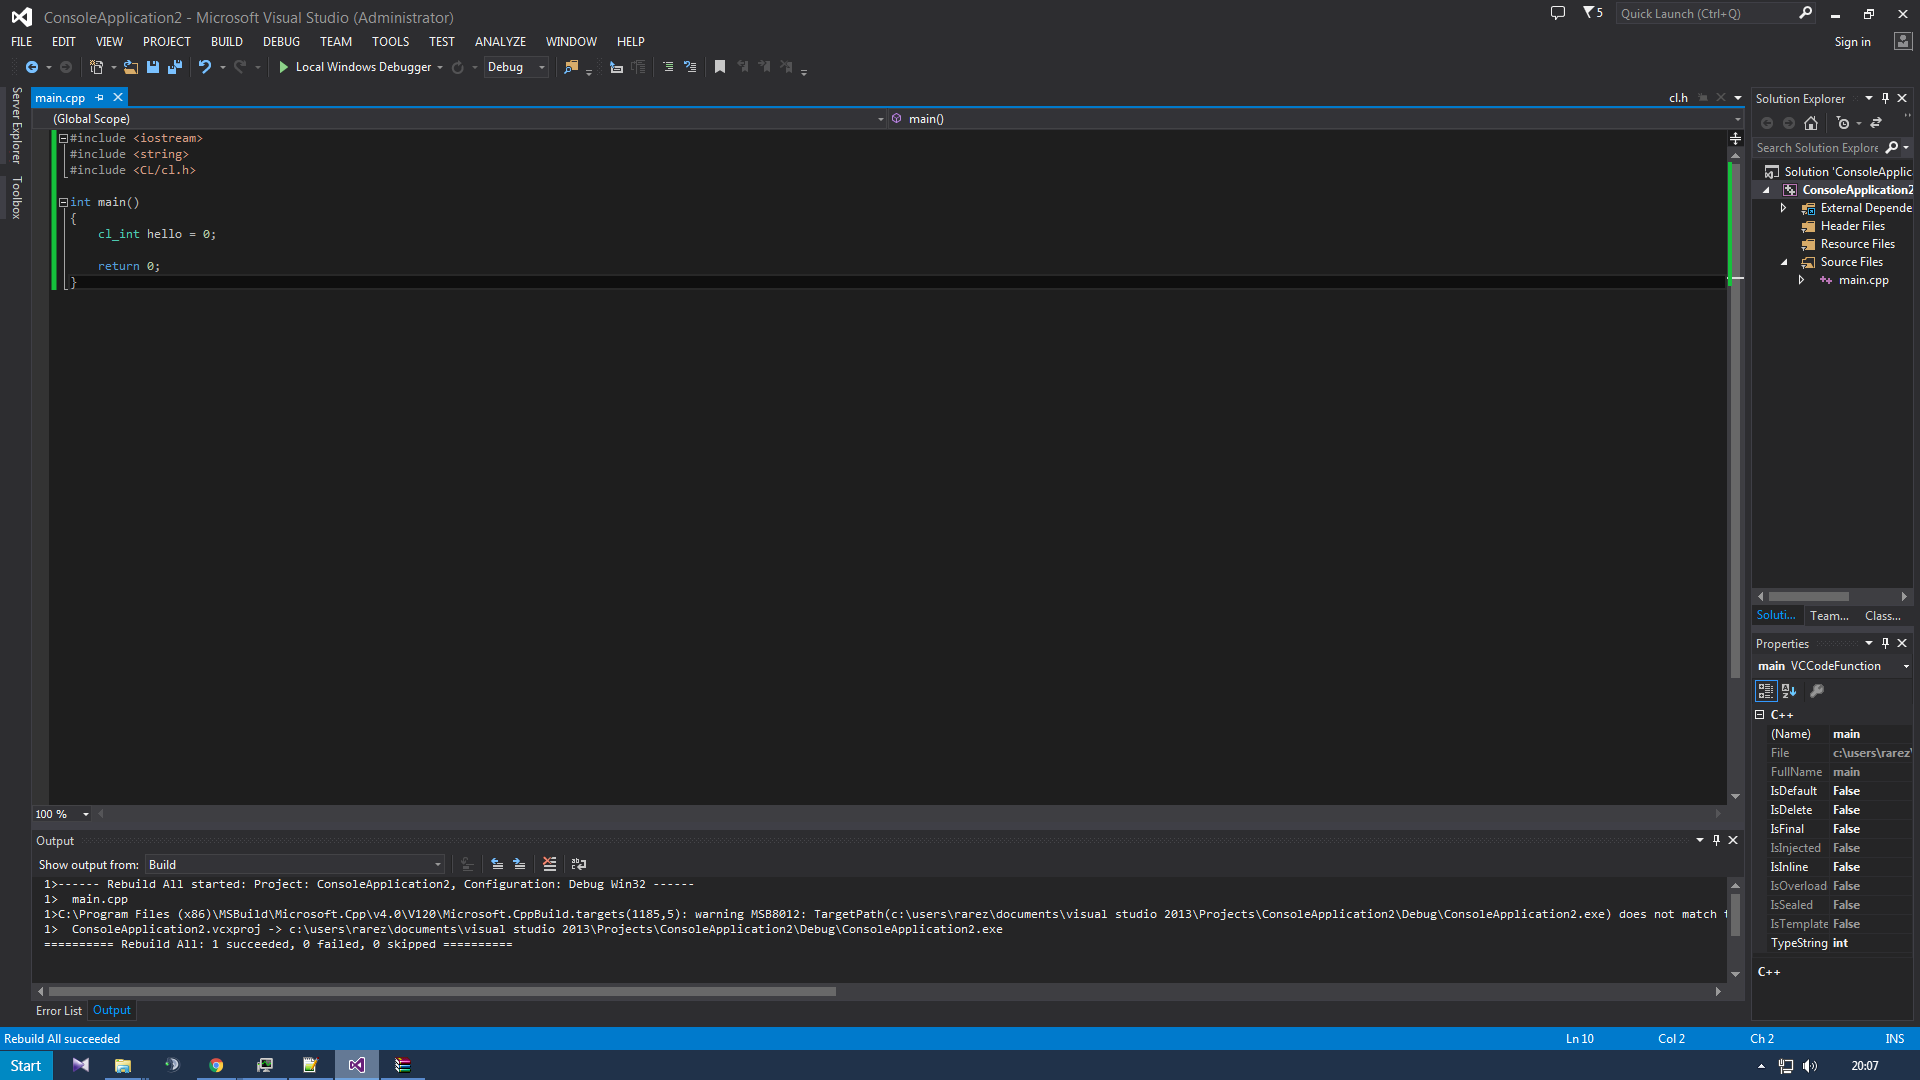 ConsoleApplication2 - Microsoft Visual Studio (Administrator)
5
Quick Launch (Ctrl+Q)
FILE EDIT VIEW PROJECT BUILD DEBUG TEAM TOOLS TEST ANALYZE WINDOW HELP
Sign in
Local Windows Debugger
Debug
Server Explorer
Toolbox
main.cpp
cl.h
(Global Scope)
main()
#include <iostream>
#include <string>
#include <CL/cl.h>
int main()
{
cl_int hello = 0;
return 0;
}
100 %
Output
Show output from: Build
1>------ Rebuild All started: Project: ConsoleApplication2, Configuration: Debug Win32 ------
1>  main.cpp
1>C:\Program Files (x86)\MSBuild\Microsoft.Cpp\v4.0\V120\Microsoft.CppBuild.targets(1185,5): warning MSB8012: TargetPath(c:\users\rarez\documents\visual studio 2013\Projects\ConsoleApplication2\Debug\ConsoleApplication2.exe) does not match
1>  ConsoleApplication2.vcxproj -> c:\users\rarez\documents\visual studio 2013\Projects\ConsoleApplication2\Debug\ConsoleApplication2.exe
========== Rebuild All: 1 succeeded, 0 failed, 0 skipped ==========
Error List Output
Solution Explorer
Search Solution Explore
Solution 'ConsoleApplic
ConsoleApplication2
External Depende
Header Files
Resource Files
Source Files
main.cpp
Soluti... Team... Class...
Properties
main VCCodeFunction
C++
(Name) main
File c:\users\rarez\
FullName main
IsDefault False
IsDelete False
IsFinal False
IsInjected False
IsInline False
IsOverload False
IsSealed False
IsTemplate False
TypeString int
C++
Rebuild All succeeded
Ln 10 Col 2 Ch 2 INS
Start
20:07